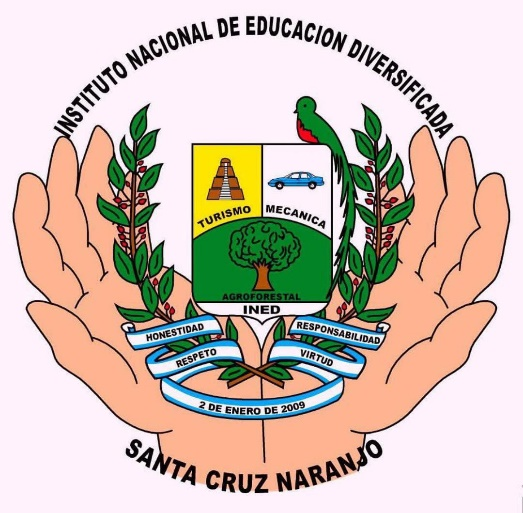 INSTITUTO NACIONAL DE EDUCACION DIVERSIFICADA
TURISMO
MECANICA
AGROFORESTAL
INED
HONESTIDAD
RESPONSABILIDAD
RESPETO
VIRTUD
2 DE ENERO DE 2009
SANTA CRUZ NARANJO